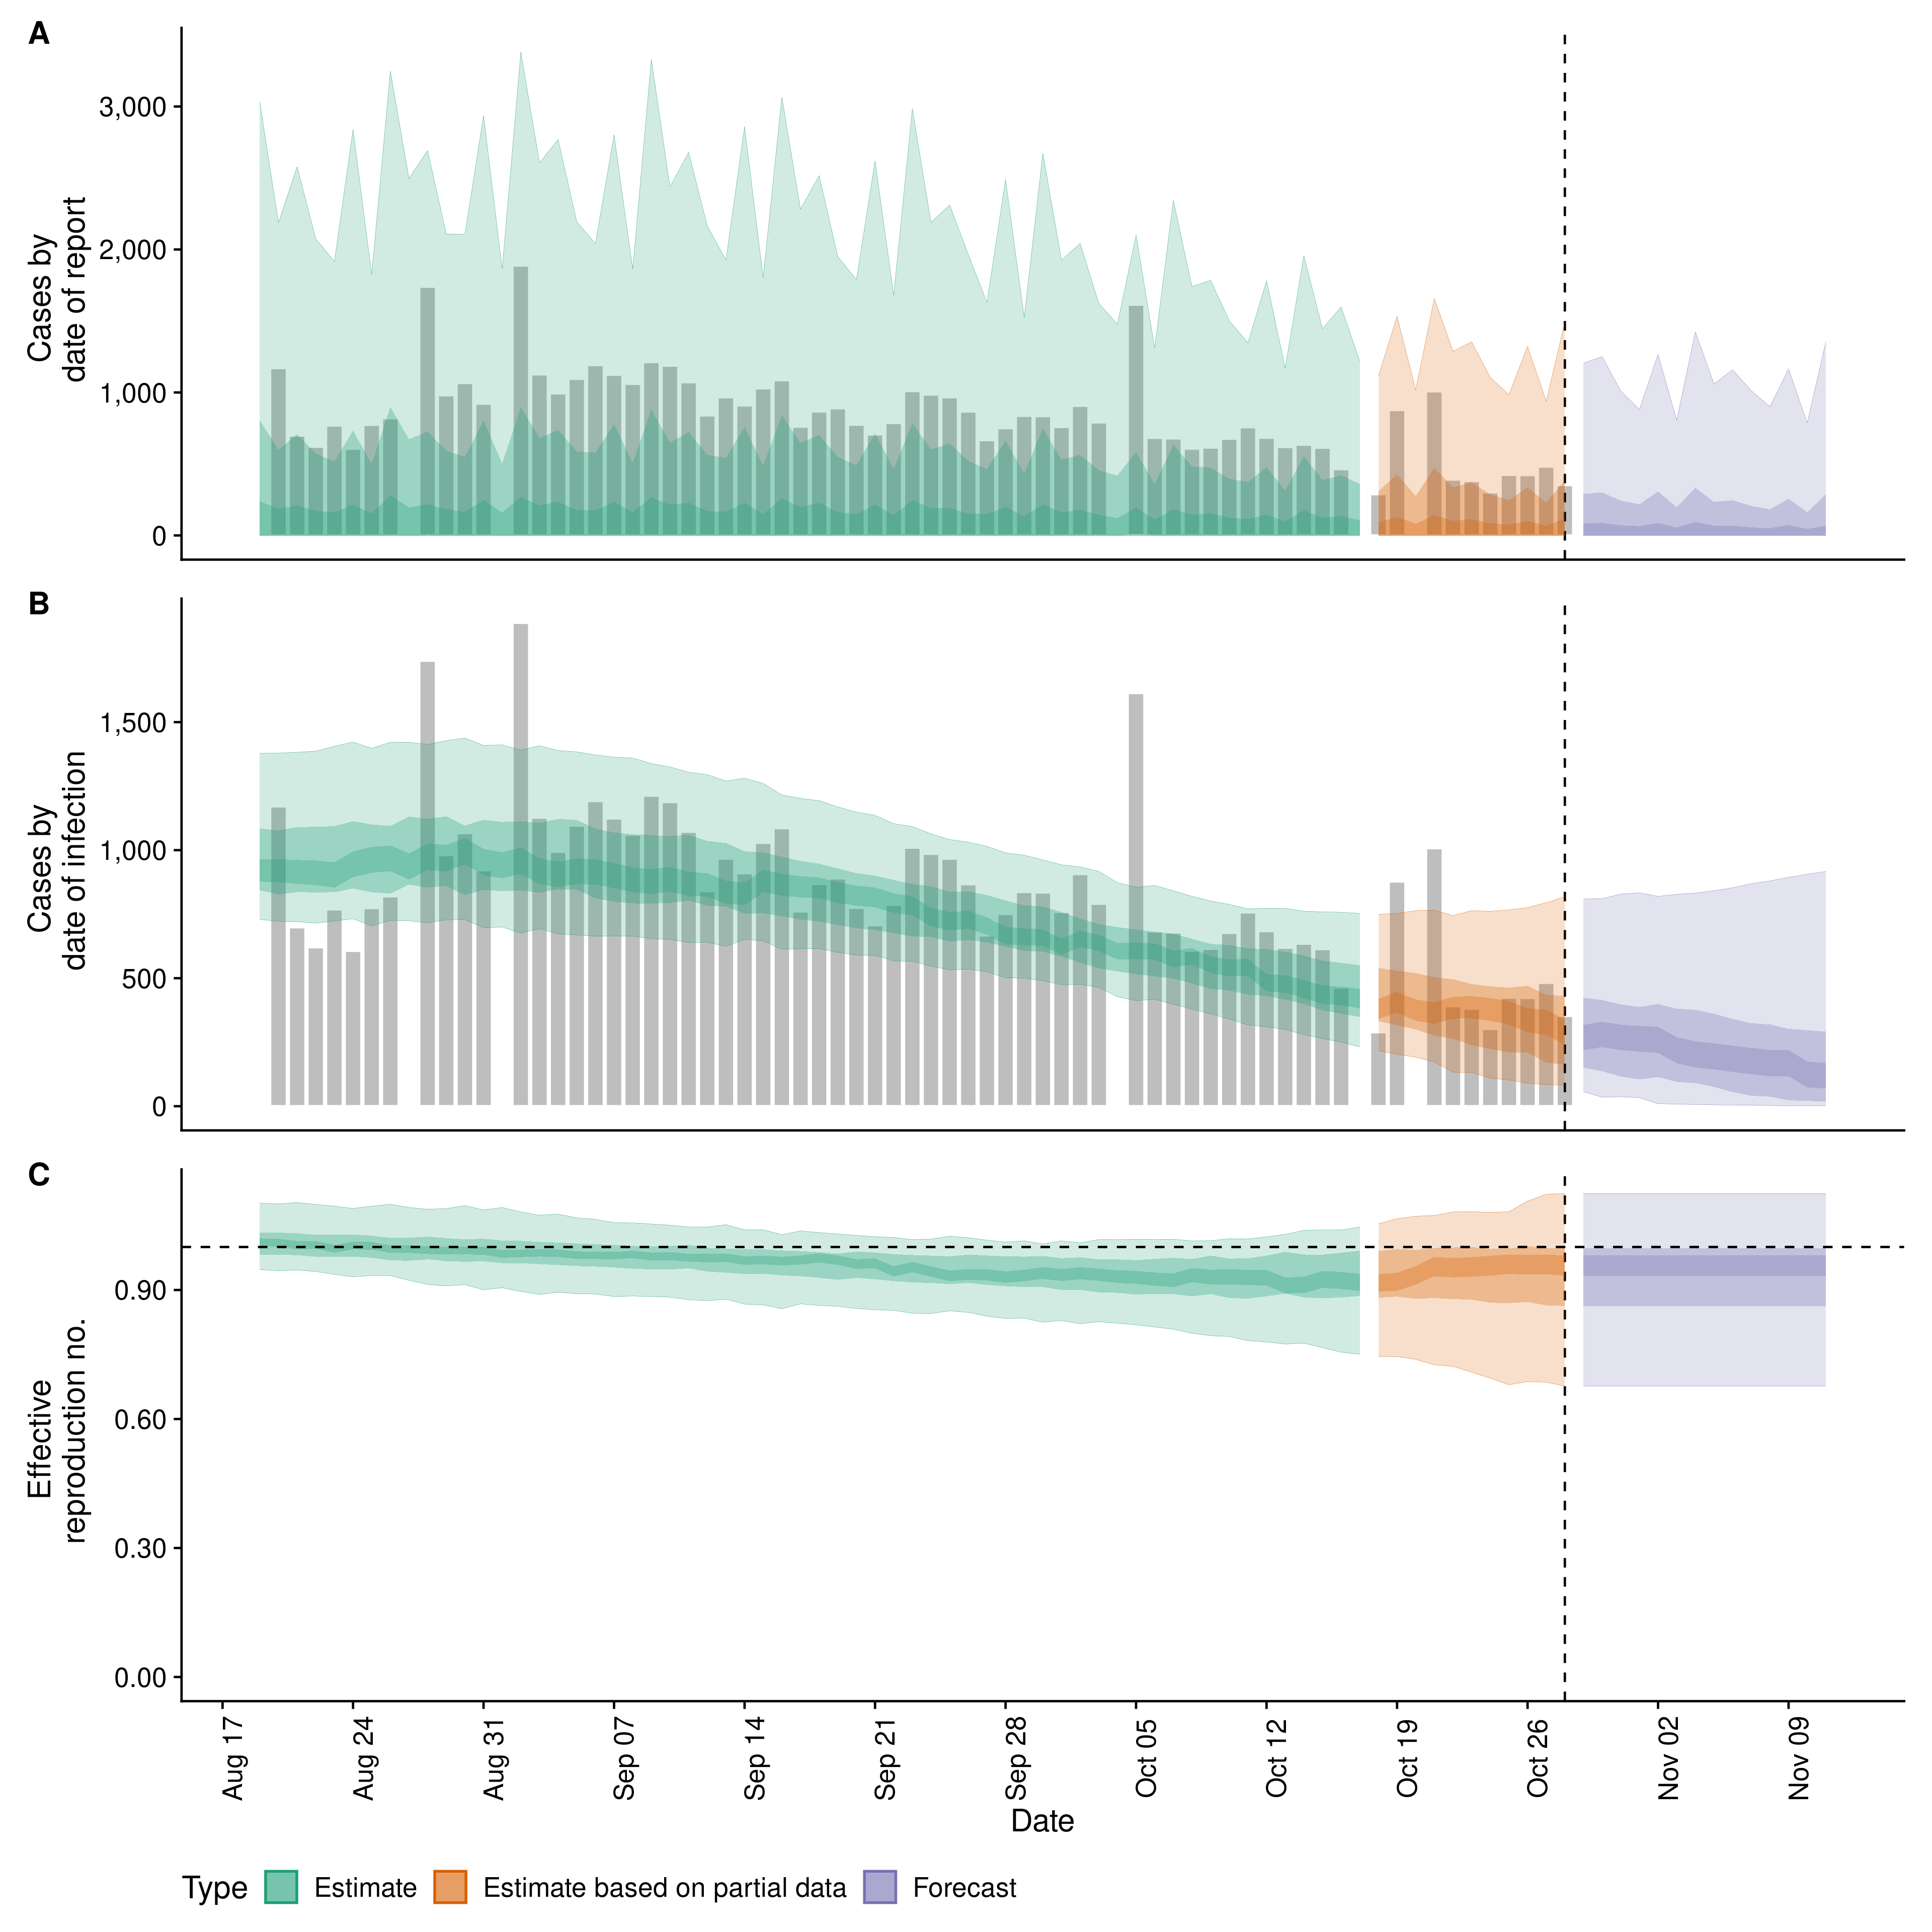 A
Cases by
date of report
3,000
2,000
1,000
0
B
Cases by
date of infection
1,500
1,000
500
0
C
Effective
reproduction no.
0.90
0.60
0.30
0.00
Aug 17
Aug 24
Aug 31
Sep 07
Sep 14
Sep 21
Sep 28
Oct 05
Oct 12
Oct 19
Oct 26
Nov 02
Nov 09
Date
Type Estimate Estimate based on partial data Forecast